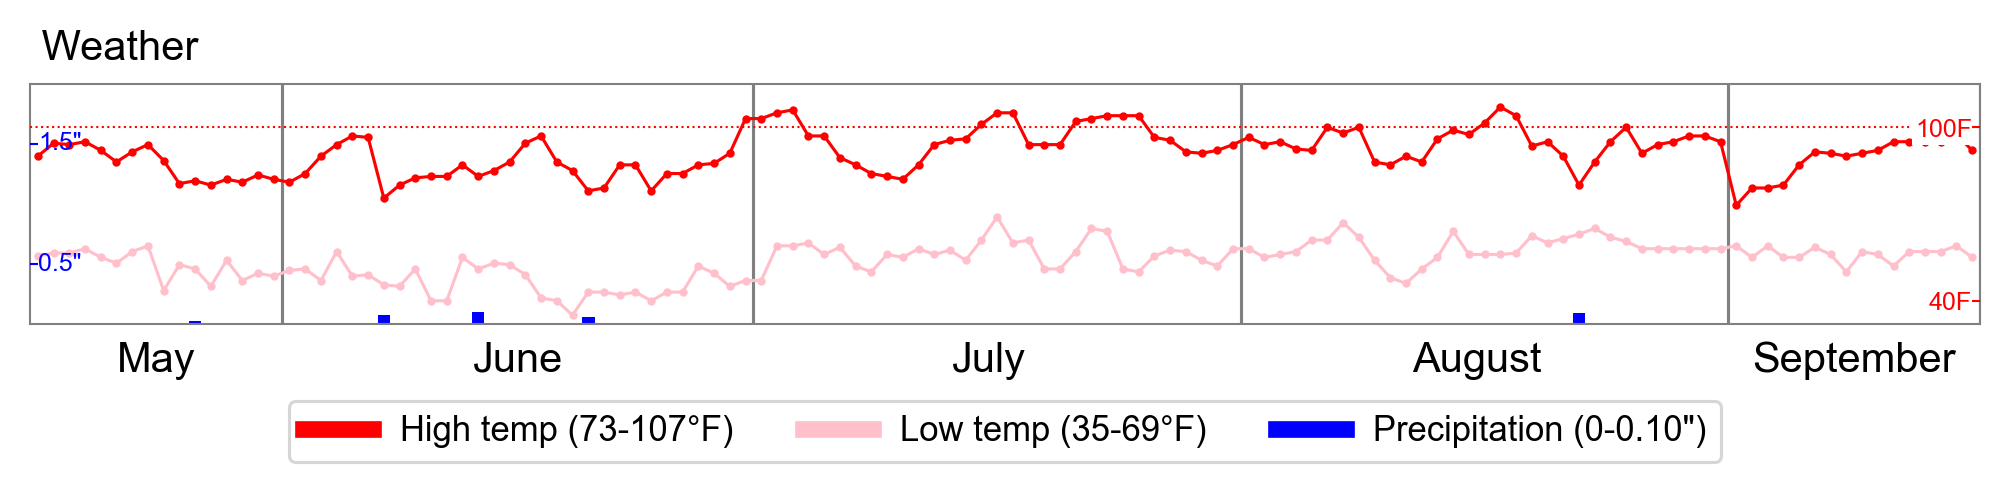 Weather
1.5"
100F
0.5"
40F
May June July August September
High temp (73-107°F) Low temp (35-69°F) Precipitation (0-0.10")